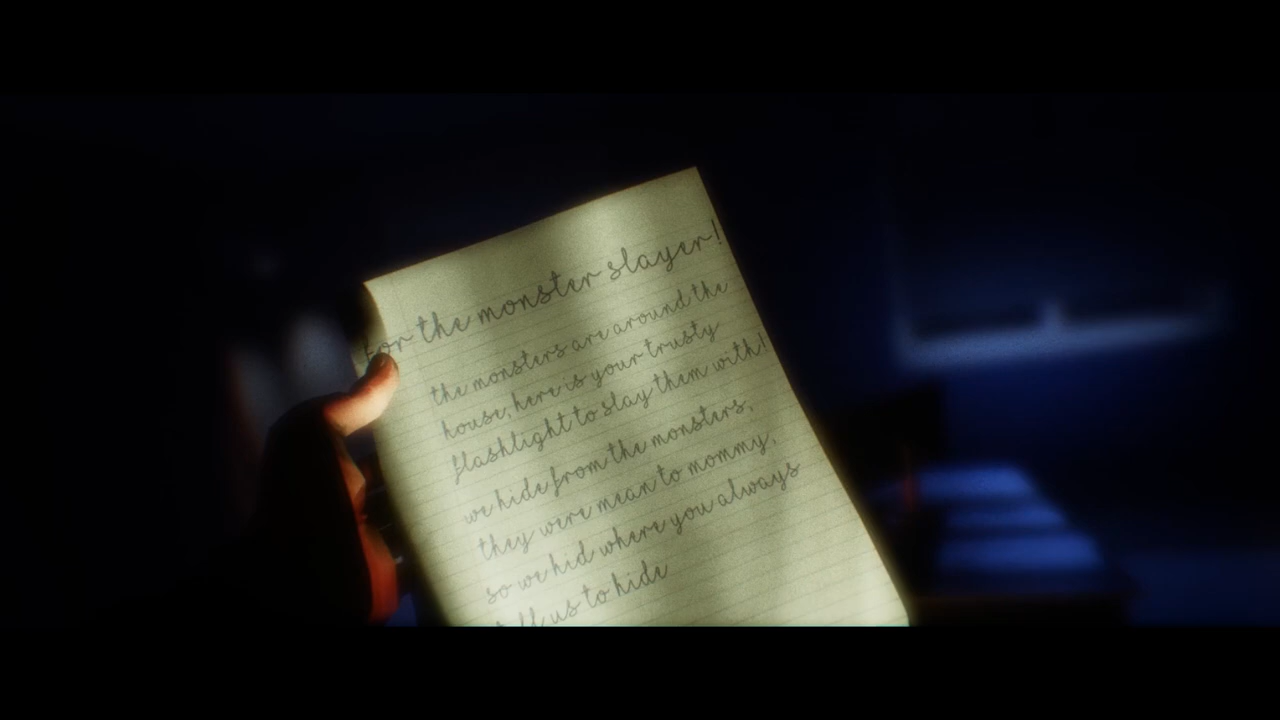 for the monster slayer!
the monsters are around the
house, here is your trusty
flashlight to slay them with!
we hide from the monsters,
they were mean to mommy,
so we hid where you always
tell us to hide